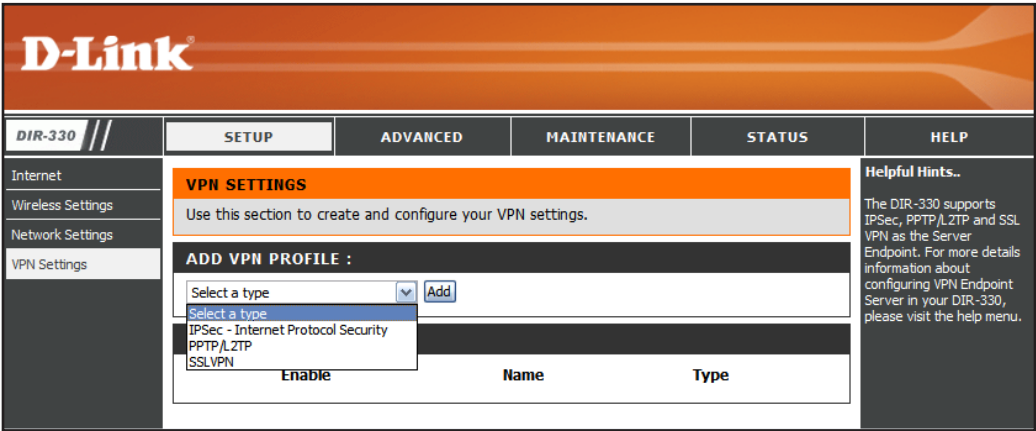 D-Link®
DIR-330
SETUP
ADVANCED
MAINTENANCE
STATUS
HELP
Internet
Wireless Settings
Network Settings
VPN Settings
VPN SETTINGS
Use this section to create and configure your VPN settings.
ADD VPN PROFILE :
Select a type
Add
Select a type
IPSec - Internet Protocol Security
PPTP/L2TP
SSLVPN
Enable
Name
Type
Helpful Hints..
The DIR-330 supports
IPSec, PPTP/L2TP and SSL
VPN as the Server
Endpoint. For more details
information about
configuring VPN Endpoint
Server in your DIR-330,
please visit the help menu.